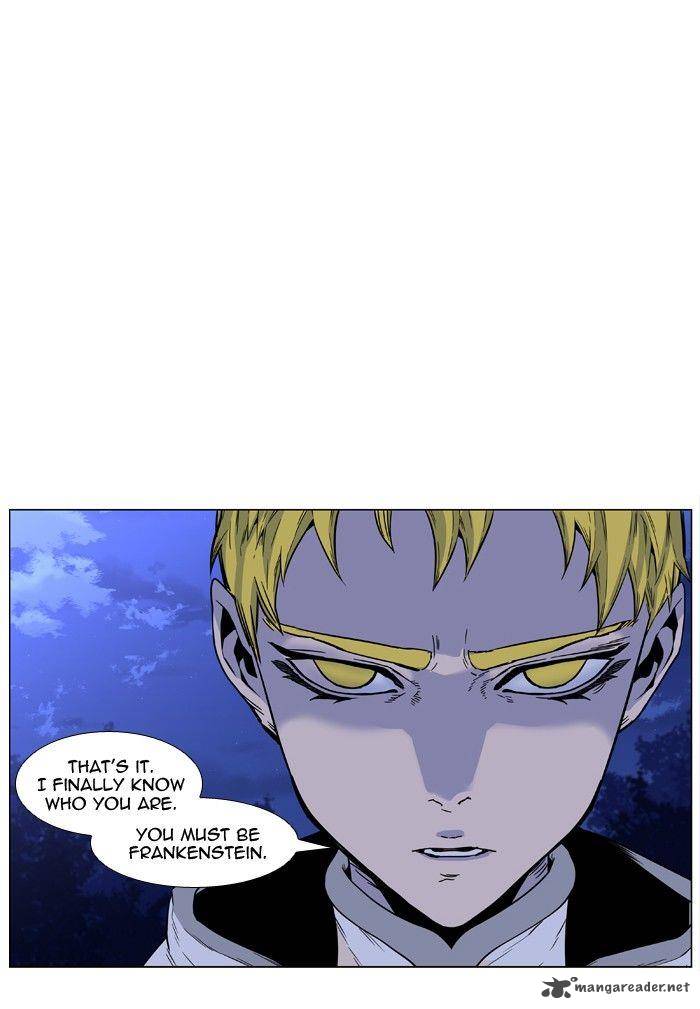 THAT'S IT.
I FINALLY KNOW
WHO YOU ARE.
YOU MUST BE
FRANKENSTEIN.
mangareader.net